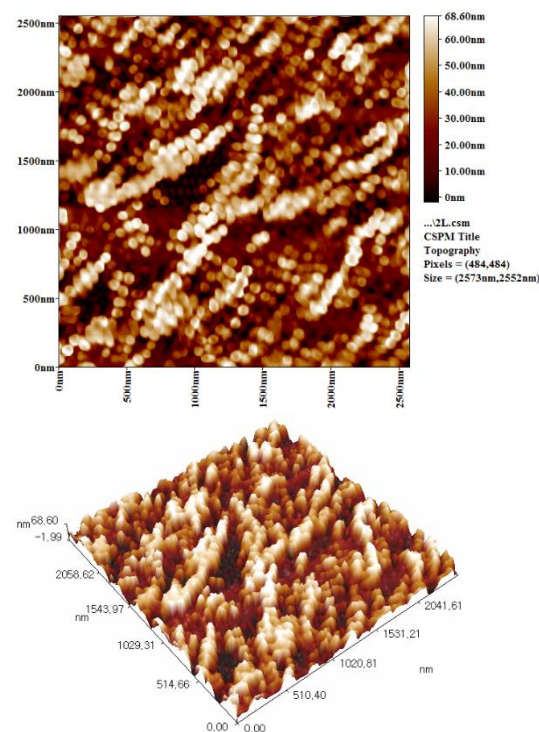 2500nm
2000nm
1500nm
1000nm
500nm
0nm
0nm
500nm
1000nm
1500nm
2000nm
2500nm
68.60nm
60.00nm
50.00nm
40.00nm
30.00nm
20.00nm
10.00nm
0nm
...\2L.csm
CSPM Title
Topography
Pixels = (484,484)
Size = (2573nm,2552nm)
nm 68,60
-1,99
2058,62
1543,97
nm
1029,31
514,66
0,00
0.00
510,40
1020,81
1531,21
2041,61
nm